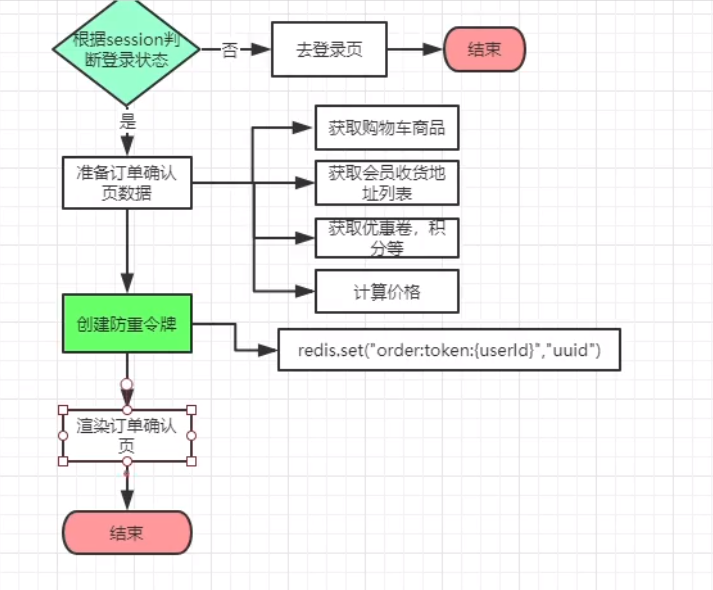 根据session判
断登录状态
否
去登录页
结束
是
获取购物车商品
准备订单确认
页数据
获取会员收货地
址列表
获取优惠卷，积
分等
计算价格
创建防重令牌
redis.set("order:token:{userId}","uuid")
渲染订单确认
页
结束